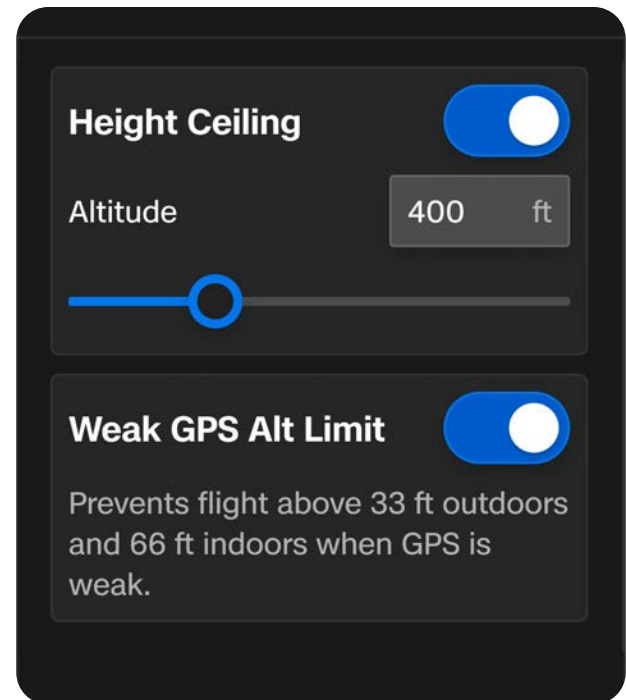 Height Ceiling
Altitude 400 ft
Weak GPS Alt Limit
Prevents flight above 33 ft outdoors
and 66 ft indoors when GPS is
weak.